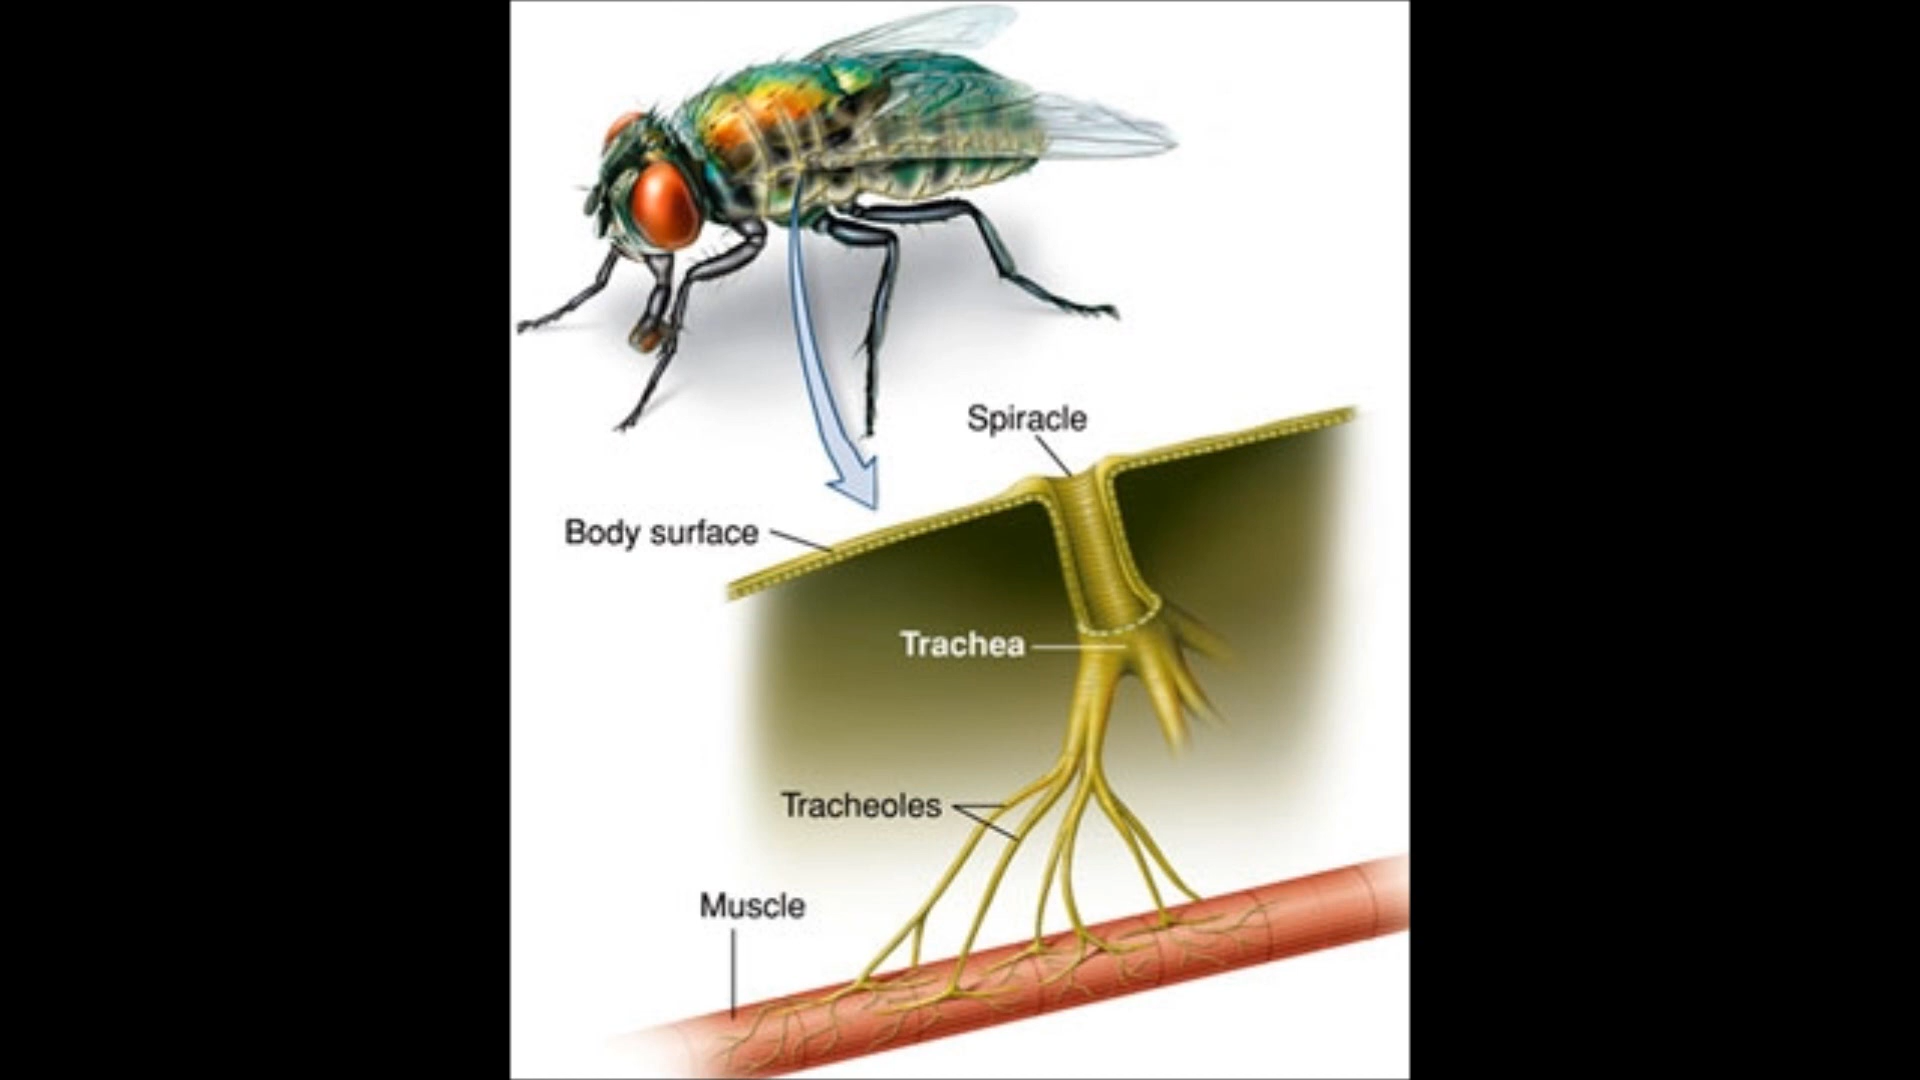 Spiracle
Body surface
Trachea
Tracheoles
Muscle